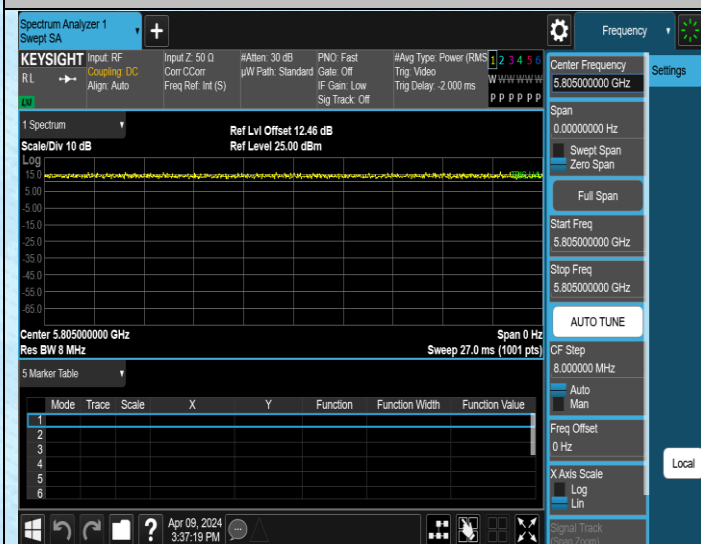 Spectrum Analyzer 1
Swept SA
Frequency
KEYSIGHT
RL
LXI
Input: RF
Coupling: DC
Align: Auto
Input Z: 50 Ω
Corr CCorr
Freq Ref: Int (S)
#Atten: 30 dB
µW Path: Standard
PNO: Fast
Gate: Off
IF Gain: Low
Sig Track: Off
#Avg Type: Power (RMS
Trig: Video
Trig Delay: -2.000 ms
1 2 3 4 5 6
W W W W W W
P P P P P P
1 Spectrum
Scale/Div 10 dB
Ref Lvl Offset 12.46 dB
Ref Level 25.00 dBm
Log
15.0
5.00
-5.00
-15.0
-25.0
-35.0
-45.0
-55.0
-65.0
Center 5.805000000 GHz
Res BW 8 MHz
Span 0 Hz
Sweep 27.0 ms (1001 pts)
5 Marker Table
Mode Trace Scale X Y Function Function Width Function Value
1
2
3
4
5
6
Apr 09, 2024
3:37:19 PM
Center Frequency
5.805000000 GHz
Span
0.00000000 Hz
Swept Span
Zero Span
Full Span
Start Freq
5.805000000 GHz
Stop Freq
5.805000000 GHz
AUTO TUNE
CF Step
8.000000 MHz
Auto
Man
Freq Offset
0 Hz
X Axis Scale
Log
Lin
Signal Track
(Span Zoom)
Settings
Local